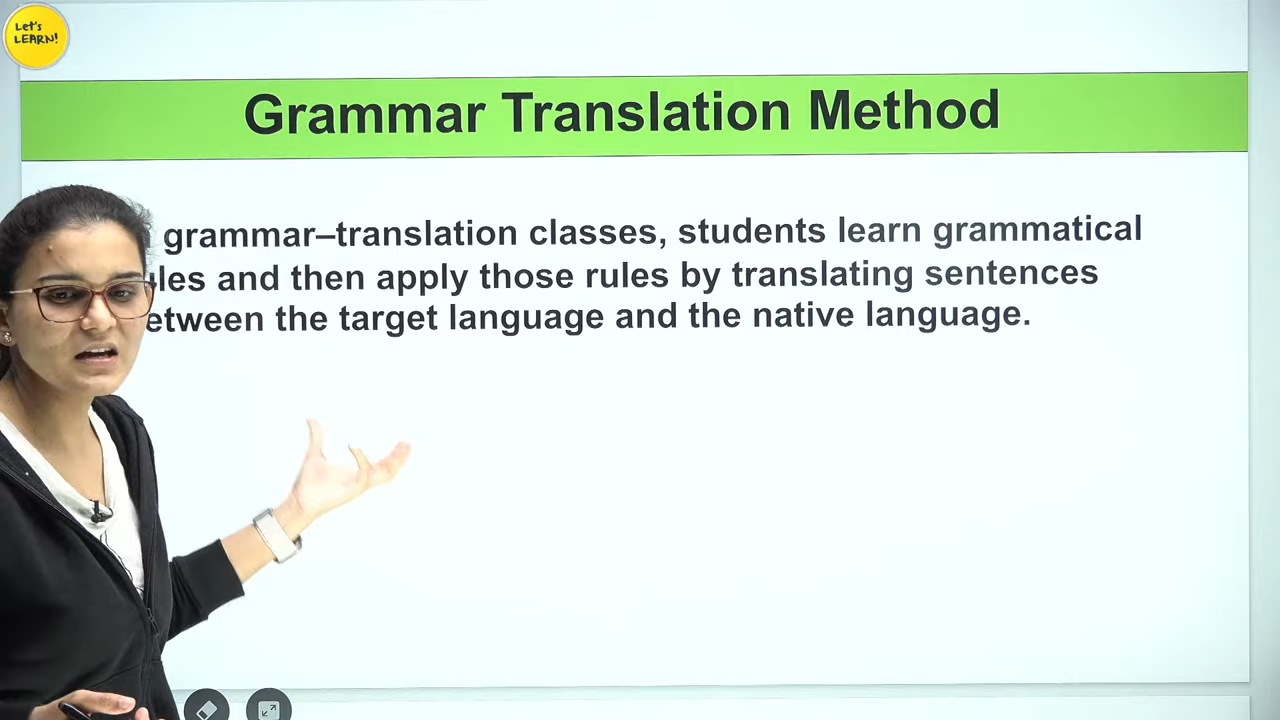 Let's
LEARN!
Grammar Translation Method
grammar–translation classes, students learn grammatical
and then apply those rules by translating sentences
the target language and the native language.